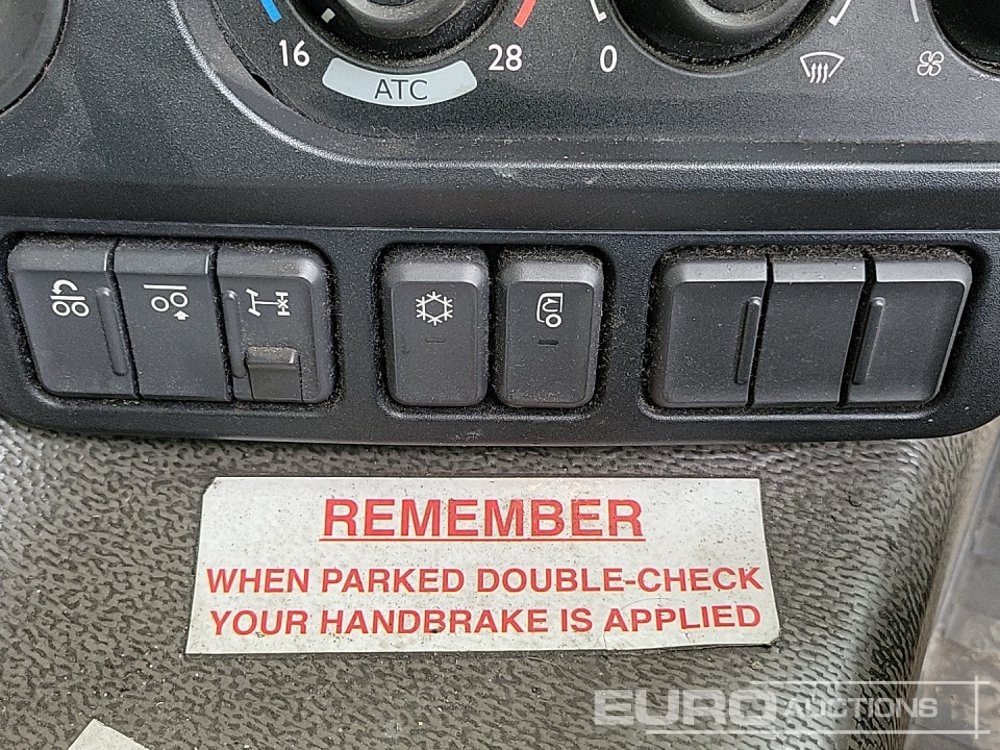 16 28 0
ATC
REMEMBER
WHEN PARKED DOUBLE-CHECK
YOUR HANDBRAKE IS APPLIED
EURO AUCTIONS